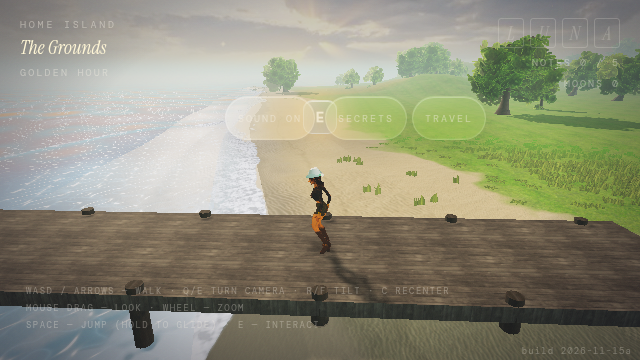 HOME ISLAND
The Grounds
GOLDEN HOUR
L U N A
SOUND ON
E
SECRETS
TRAVEL
WASD / ARROWS — WALK · Q/E TURN CAMERA · R/F TILT · C RECENTER
MOUSE DRAG — LOOK · WHEEL — ZOOM
SPACE — JUMP (HOLD TO GLIDE) · E — INTERACT